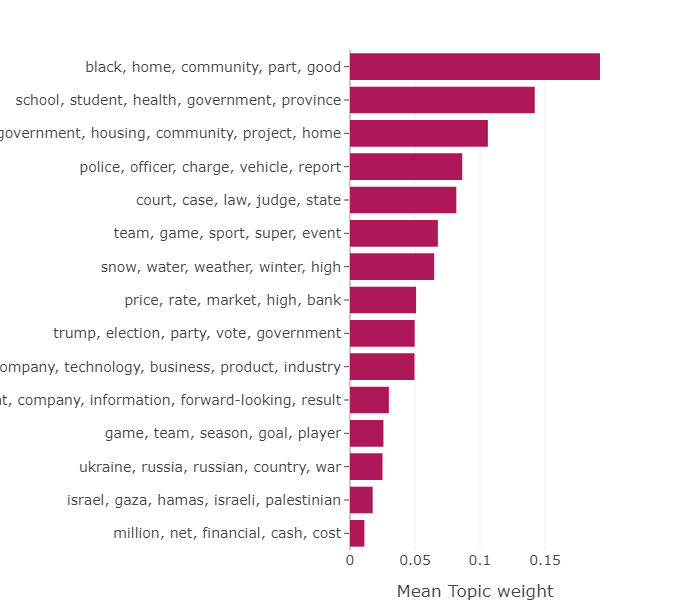 black, home, community, part, good
school, student, health, government, province
government, housing, community, project, home
police, officer, charge, vehicle, report
court, case, law, judge, state
team, game, sport, super, event
snow, water, weather, winter, high
price, rate, market, high, bank
trump, election, party, vote, government
company, technology, business, product, industry
company, information, forward-looking, result
game, team, season, goal, player
ukraine, russia, russian, country, war
israel, gaza, hamas, israeli, palestinian
million, net, financial, cash, cost
0 0.05 0.1 0.15
Mean Topic weight